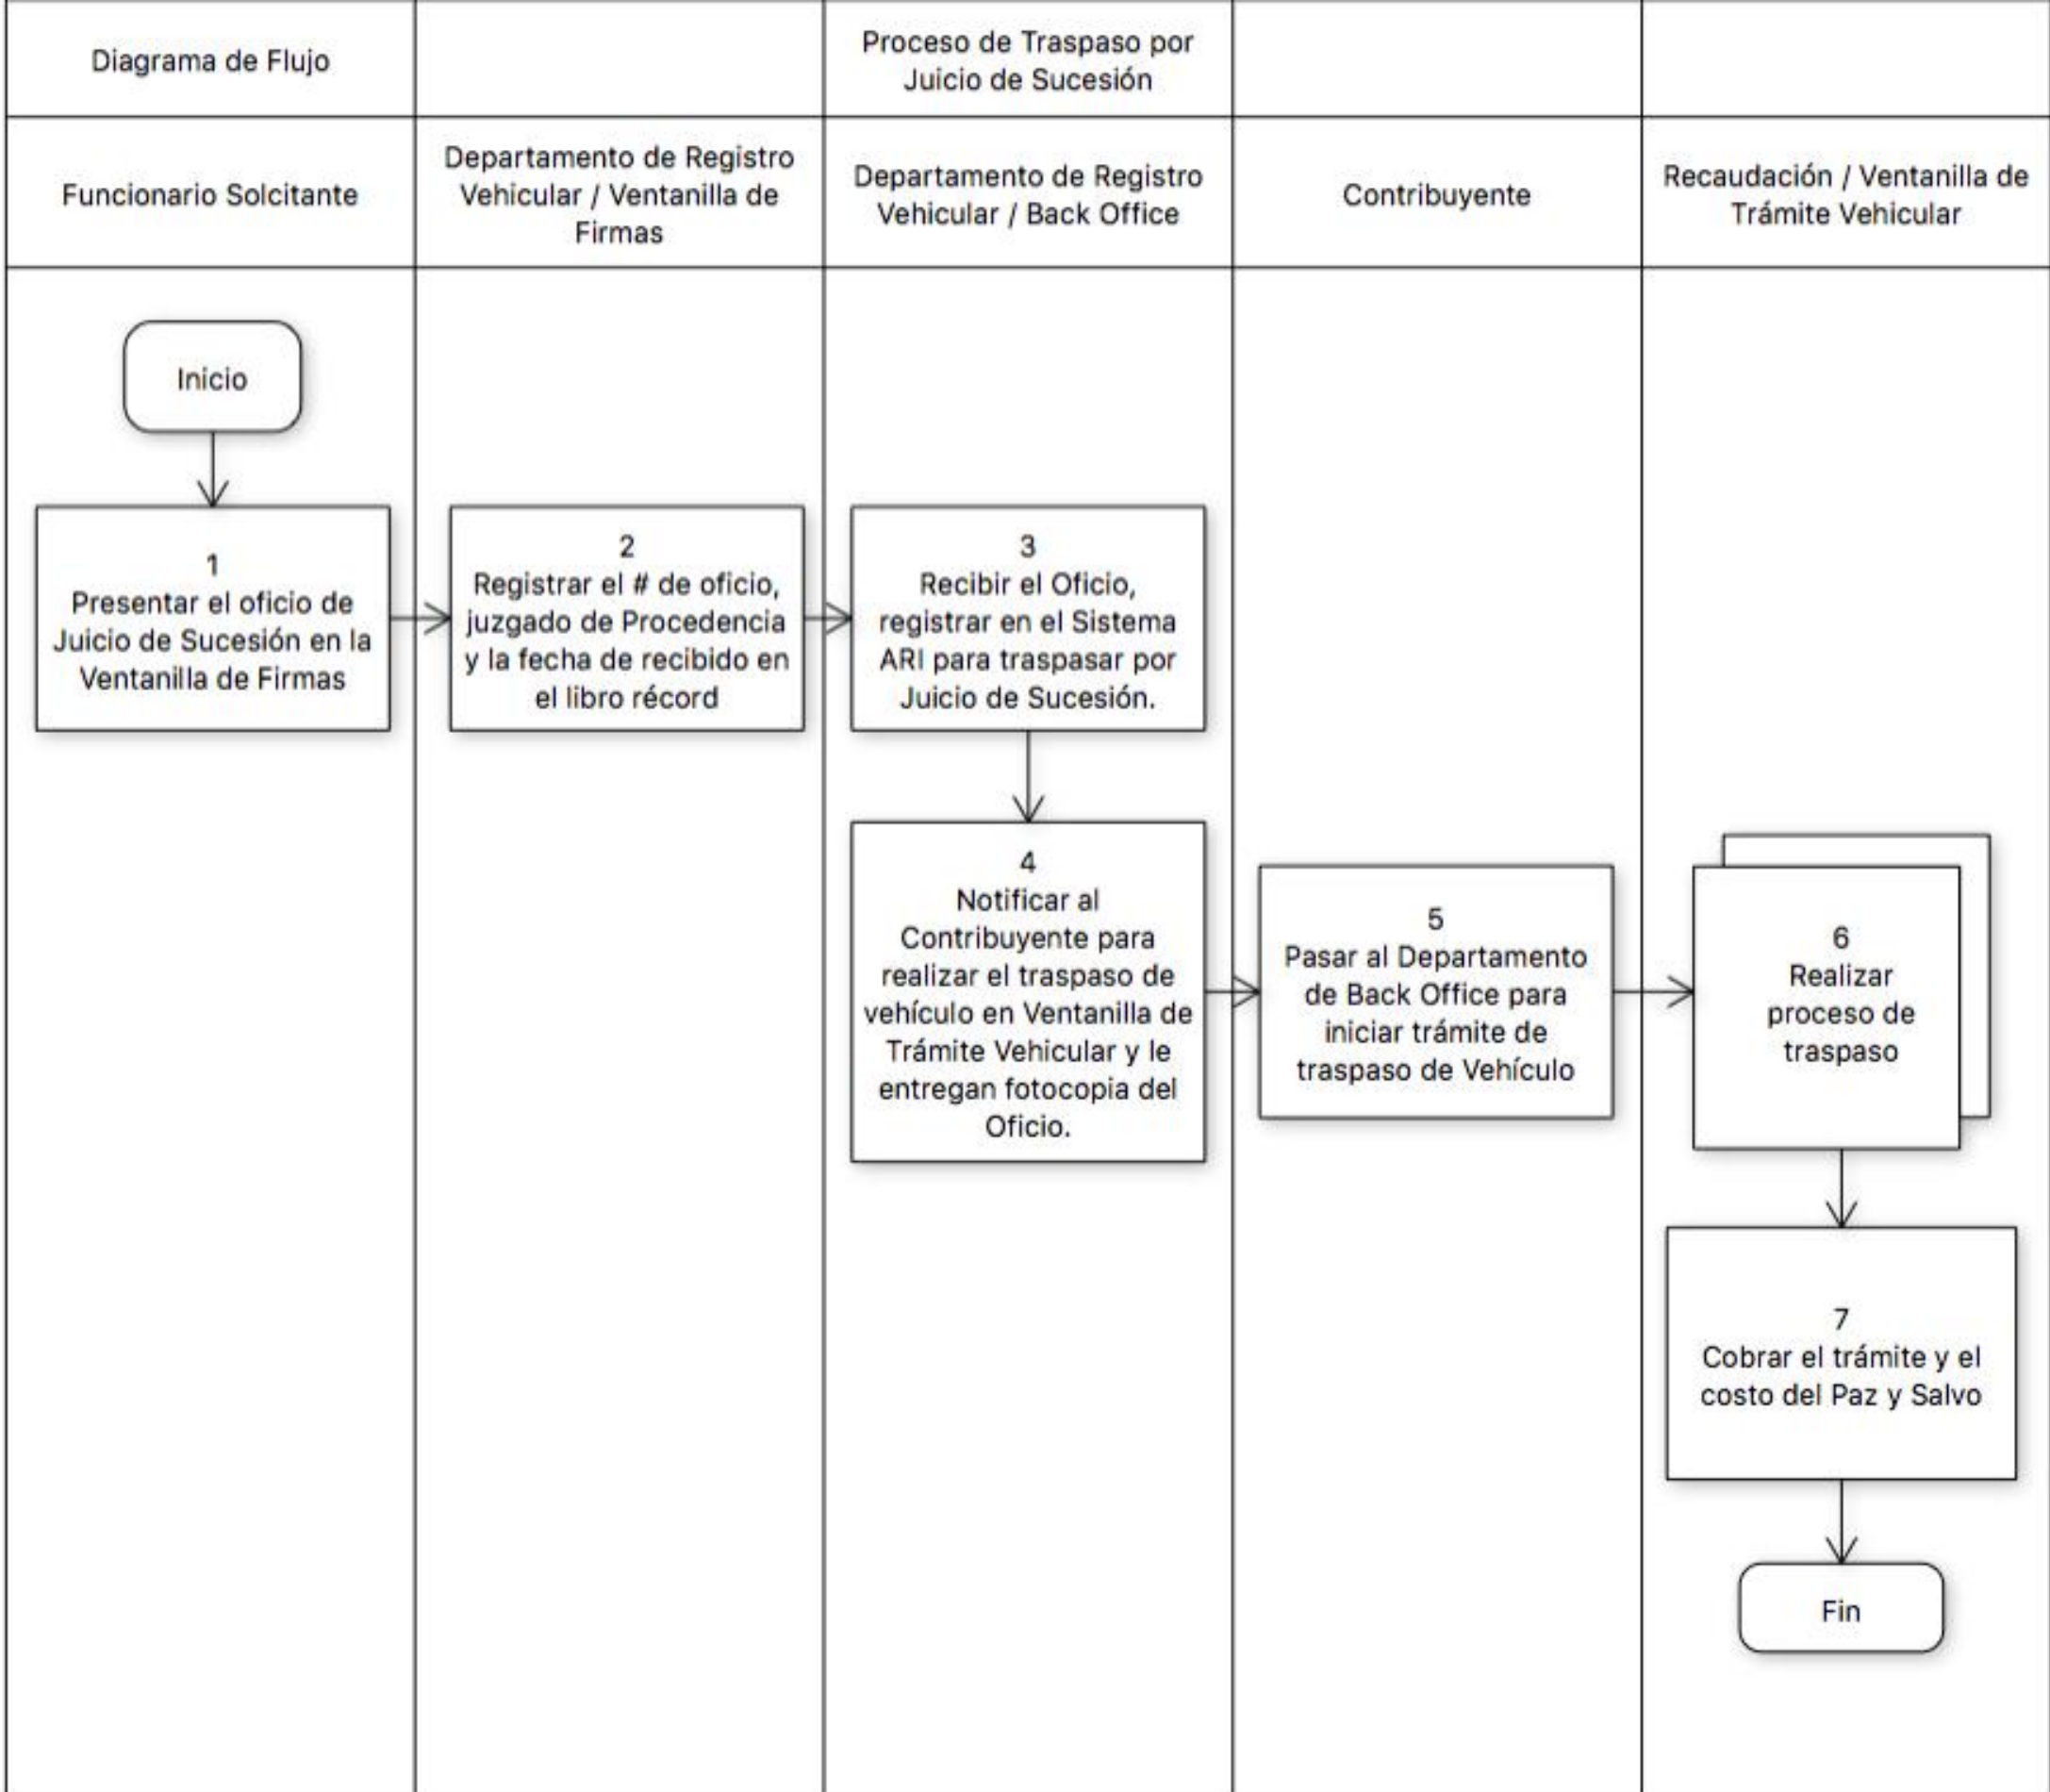 Diagrama de Flujo
Proceso de Traspaso por
Juicio de Sucesión
Funcionario Solcitante
Departamento de Registro
Vehicular / Ventanilla de
Firmas
Departamento de Registro
Vehicular / Back Office
Contribuyente
Recaudación / Ventanilla de
Trámite Vehicular
Inicio
1
Presentar el oficio de
Juicio de Sucesión en la
Ventanilla de Firmas
2
Registrar el # de oficio,
juzgado de Procedencia
y la fecha de recibido en
el libro récord
3
Recibir el Oficio,
registrar en el Sistema
ARI para traspasar por
Juicio de Sucesión.
4
Notificar al
Contribuyente para
realizar el traspaso de
vehículo en Ventanilla de
Trámite Vehicular y le
entregan fotocopia del
Oficio.
5
Pasar al Departamento
de Back Office para
iniciar trámite de
traspaso de Vehículo
6
Realizar
proceso de
traspaso
7
Cobrar el trámite y el
costo del Paz y Salvo
Fin